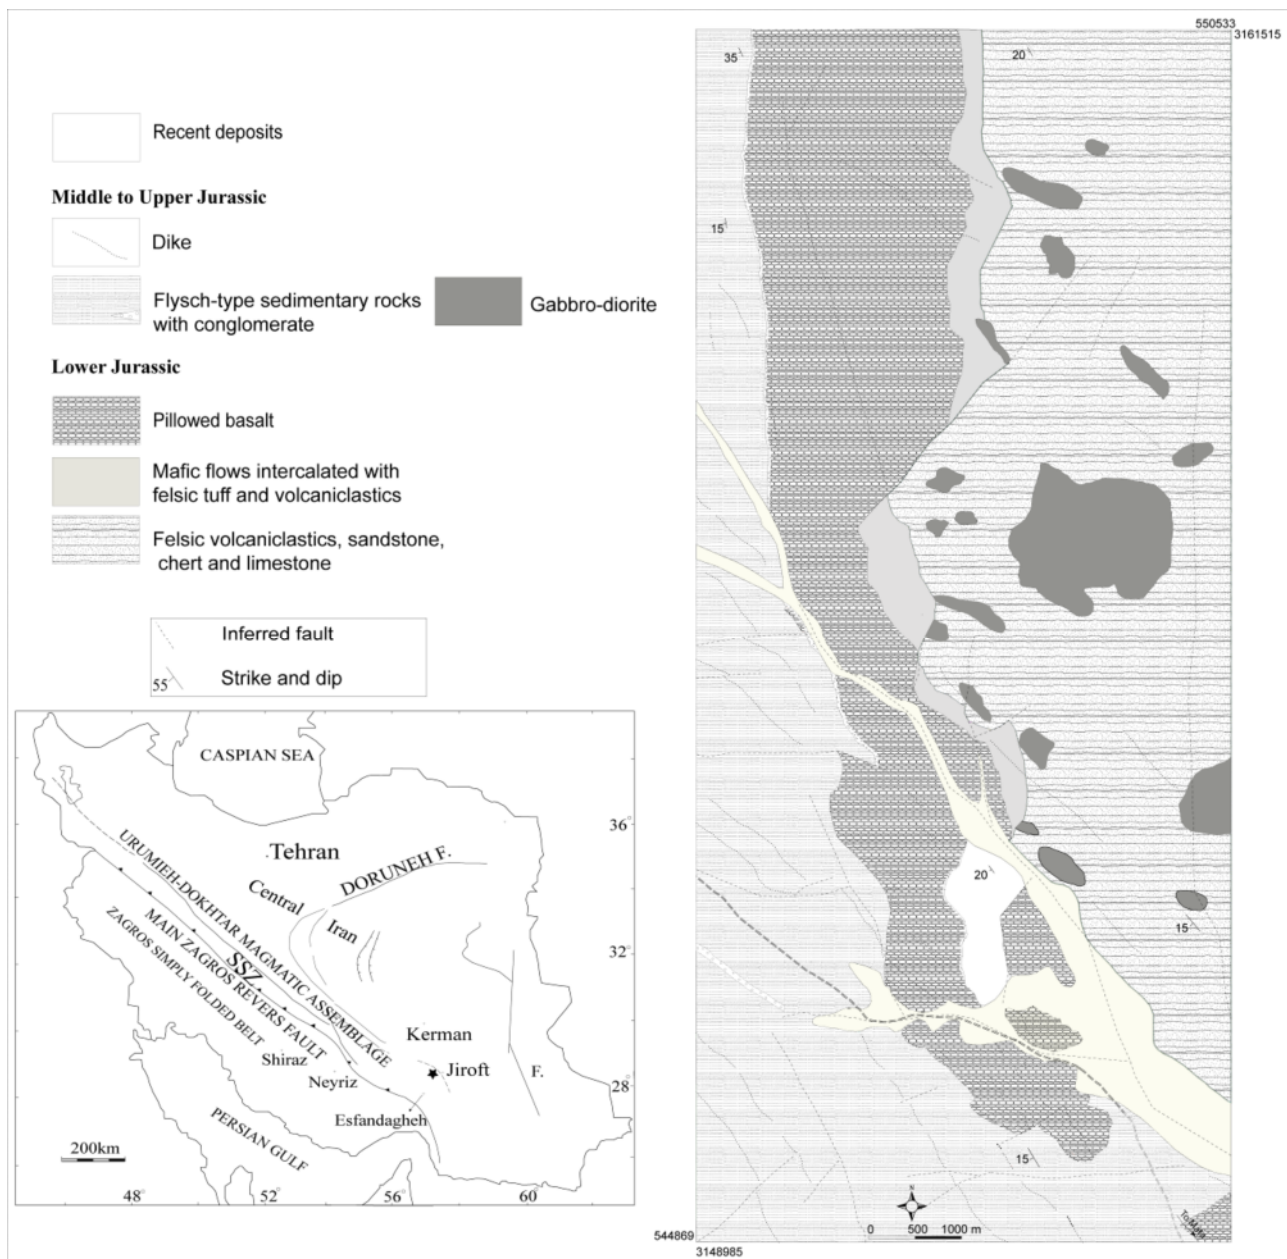 Recent deposits
Middle to Upper Jurassic
Dike
Flysch-type sedimentary rocks
with conglomerate
Gabbro-diorite
Lower Jurassic
Pillowed basalt
Mafic flows intercalated with
felsic tuff and volcaniclastics
Felsic volcaniclastics, sandstone,
chert and limestone
Inferred fault
55
Strike and dip
CASPIAN SEA
36°
Tehran
DORUNEH F.
Central
Iran
URUMIEH-DOKHTAR MAGMATIC ASSEMBLAGE
SSZ
MAIN ZAGROS REVERS FAULT
ZAGROS SIMPLY FOLDED BELT
32°
Kerman
Shiraz
Jiroft
F.
Neyriz
28°
Esfandagheh
PERSIAN GULF
200km
48°
52°
56°
60°
550533
3161515
35
20
15
20
15
15
N
0 500 1000 m
544869
3148985